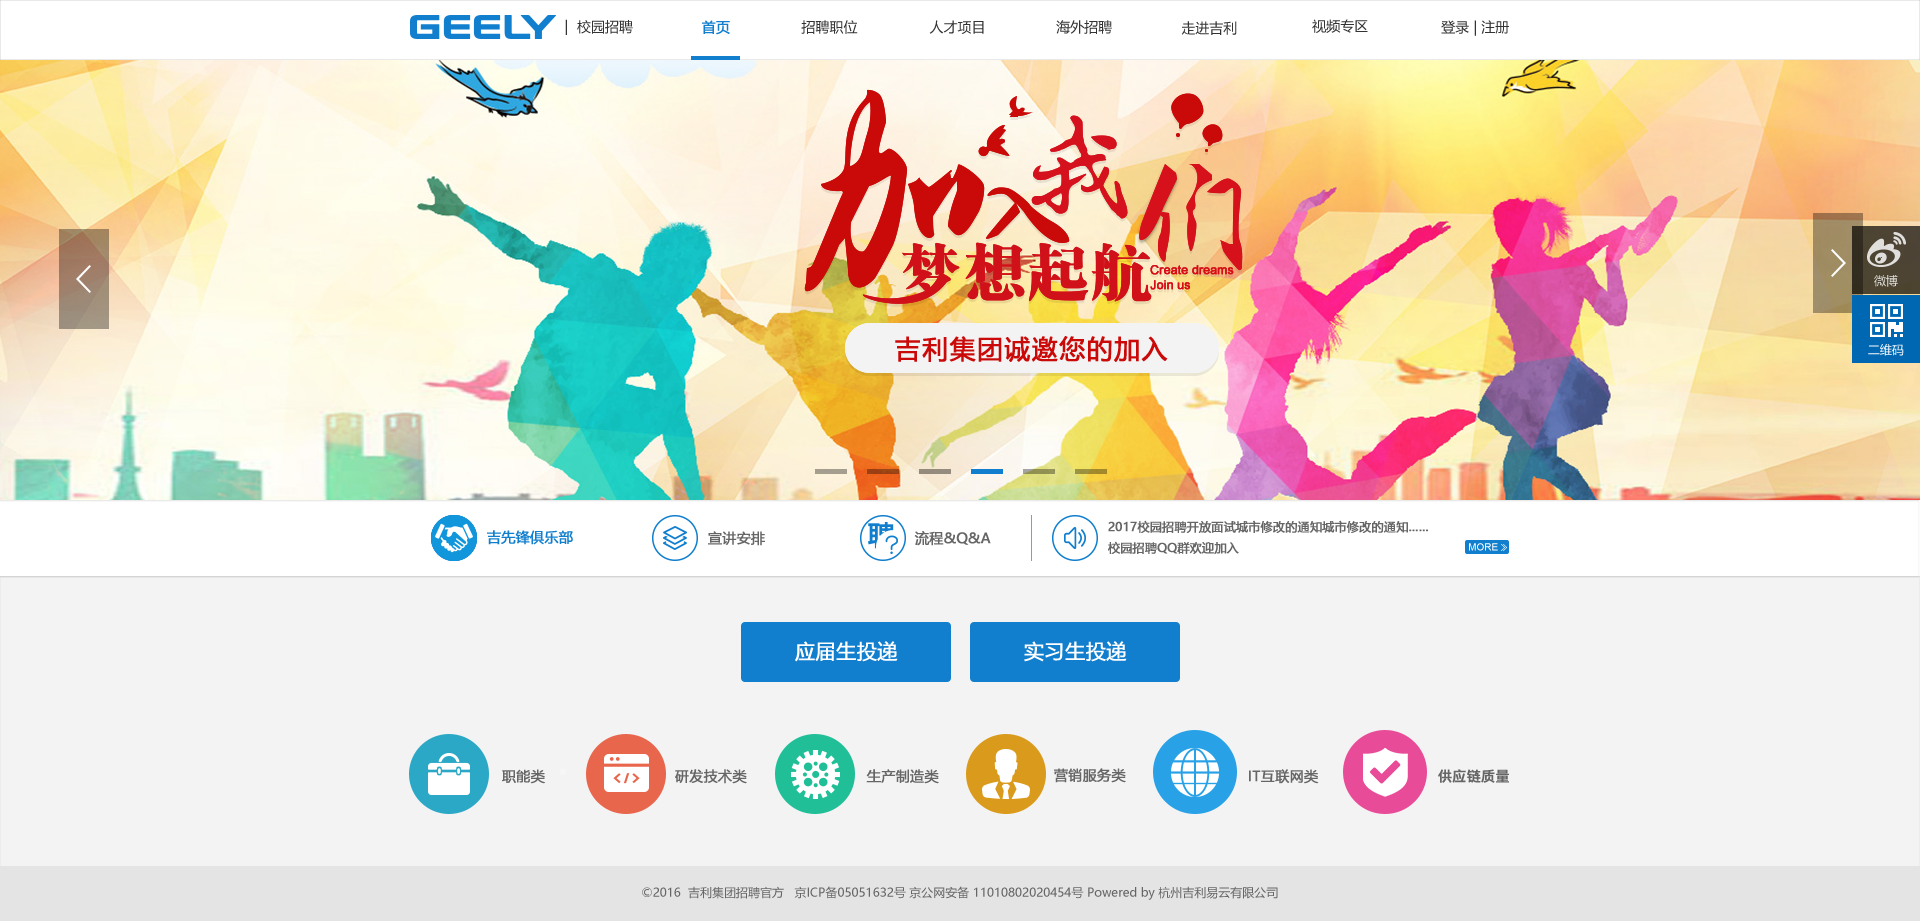 GEELY | 校园招聘 首页 招聘职位 人才项目 海外招聘 走进吉利 视频专区 登录 | 注册
加入我们
梦想起航
Create dreams
Join us
吉利集团诚邀您的加入
微博
二维码
吉先锋俱乐部 宣讲安排 聘? 流程&Q&A
2017校园招聘开放面试城市修改的通知城市修改的通知......
校园招聘QQ群欢迎加入
MORE
应届生投递 实习生投递
职能类 </> 研发技术类 生产制造类 营销服务类 IT互联网类 供应链质量
©2016 吉利集团招聘官方 京ICP备05051632号 京公网安备 11010802020454号 Powered by 杭州吉利易云有限公司